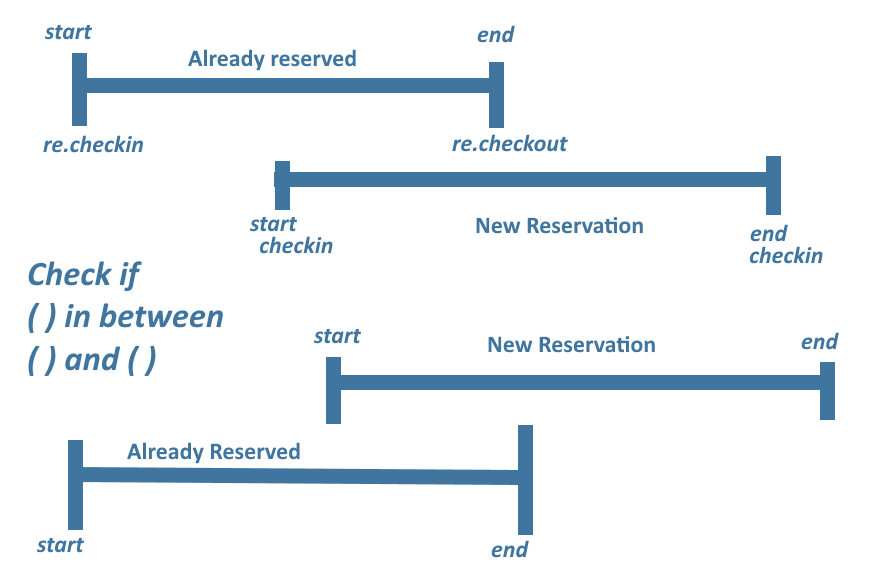 start
end
Already reserved
re.checkin
re.checkout
start
checkin
New Reservation
end
checkin
Check if
( ) in between
( ) and ( )
start
New Reservation
end
Already Reserved
start
end